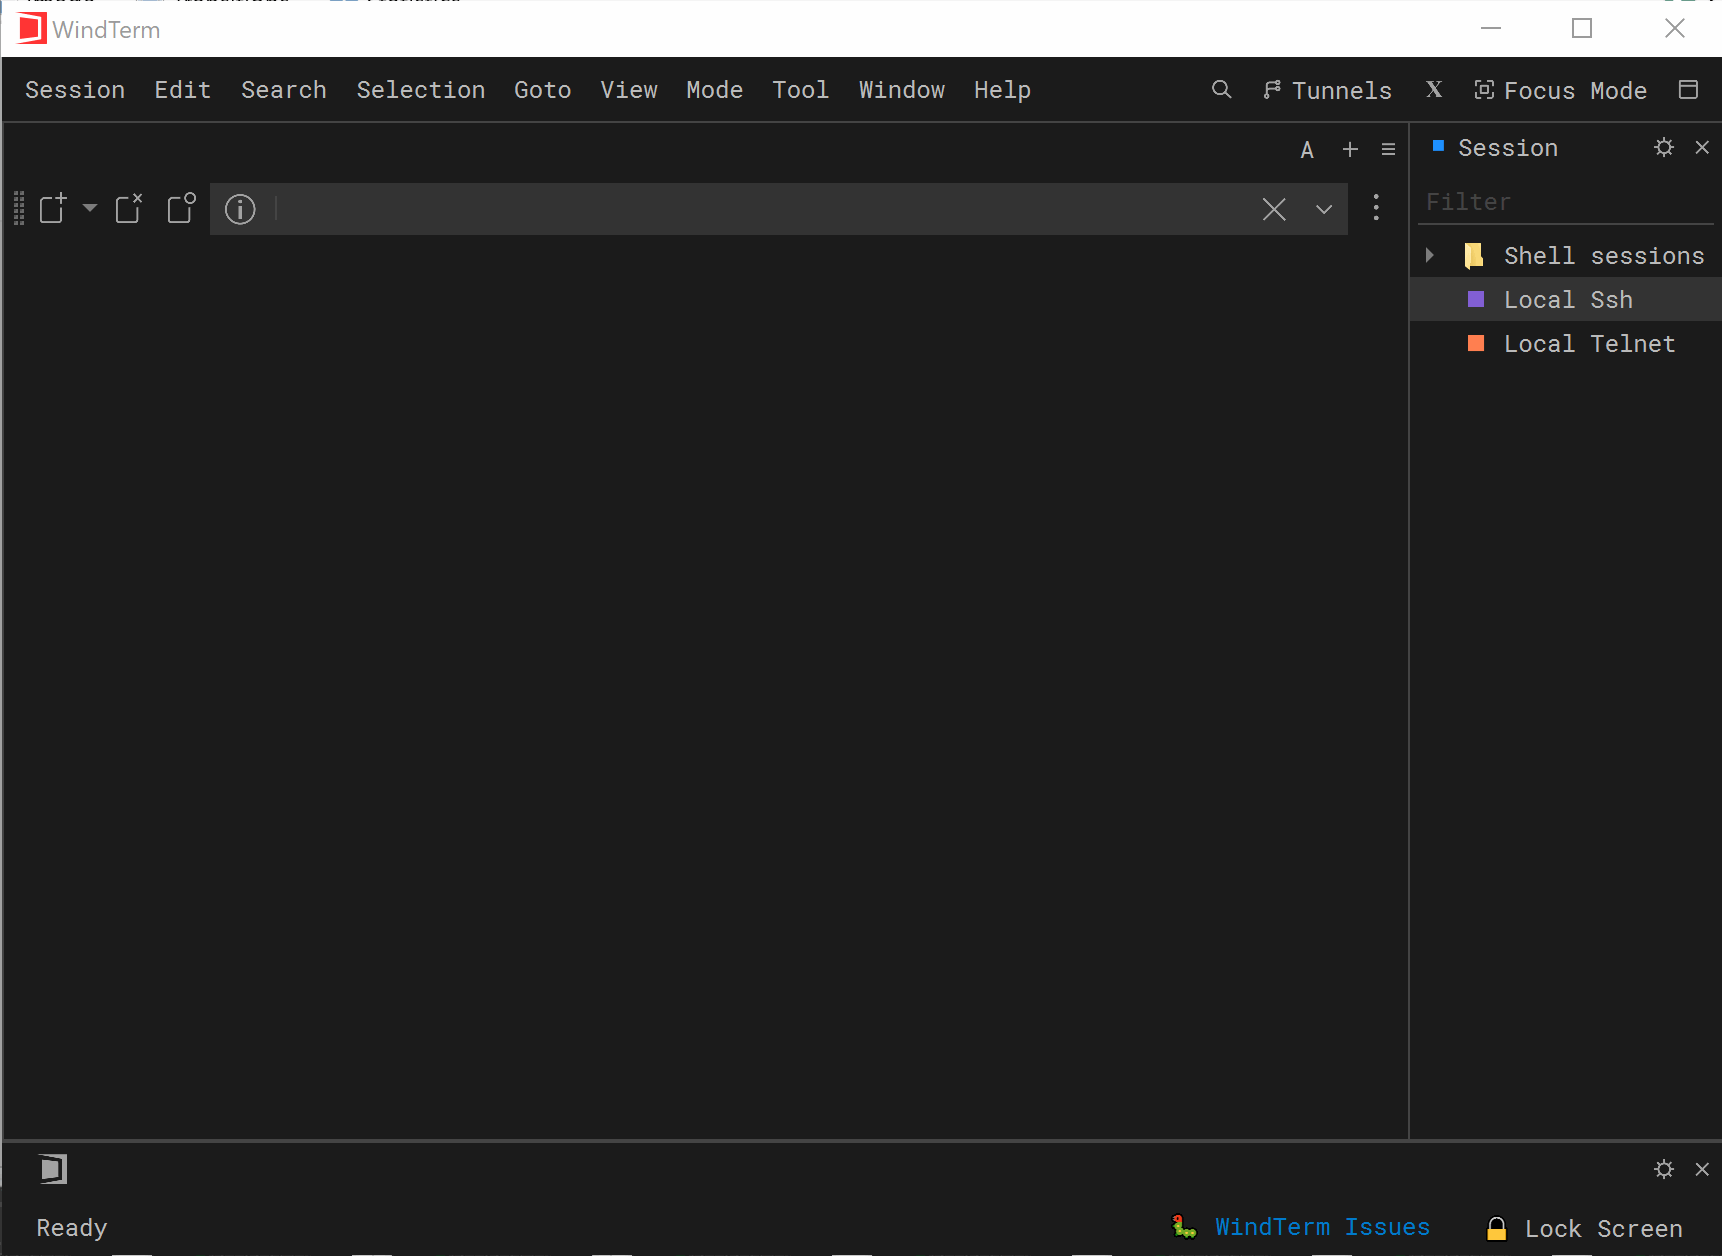 WindTerm
Session Edit Search Selection Goto View Mode Tool Window Help Tunnels X Focus Mode
A
Session
Filter
Shell sessions
Local Ssh
Local Telnet
Ready WindTerm Issues Lock Screen